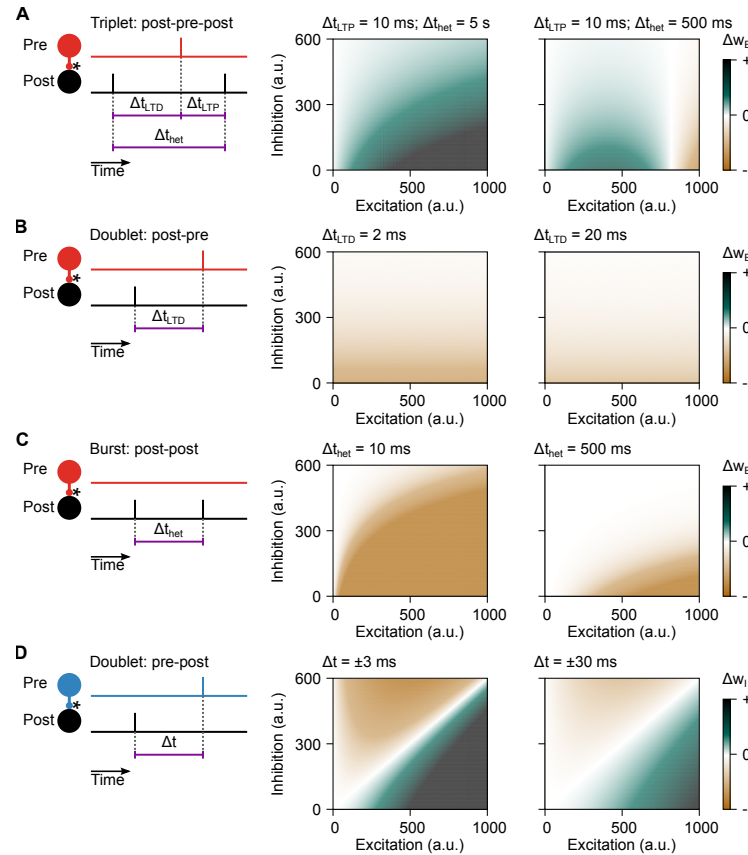 A
Triplet: post-pre-post
Pre
*
Post
Δt_LTD Δt_LTP
Δt_het
Time
Δt_LTP = 10 ms; Δt_het = 5 s
Inhibition (a.u.)
600
300
0
0 500 1000
Excitation (a.u.)
Δt_LTP = 10 ms; Δt_het = 500 ms
0 500 1000
Excitation (a.u.)
Δw_E
+
0
-
B
Doublet: post-pre
Pre
*
Post
Δt_LTD
Time
Δt_LTD = 2 ms
Inhibition (a.u.)
600
300
0
0 500 1000
Excitation (a.u.)
Δt_LTD = 20 ms
0 500 1000
Excitation (a.u.)
Δw_E
+
0
-
C
Burst: post-post
Pre
*
Post
Δt_het
Time
Δt_het = 10 ms
Inhibition (a.u.)
600
300
0
0 500 1000
Excitation (a.u.)
Δt_het = 500 ms
0 500 1000
Excitation (a.u.)
Δw_E
+
0
-
D
Doublet: pre-post
Pre
*
Post
Δt
Time
Δt = ±3 ms
Inhibition (a.u.)
600
300
0
0 500 1000
Excitation (a.u.)
Δt = ±30 ms
0 500 1000
Excitation (a.u.)
Δw_I
+
0
-